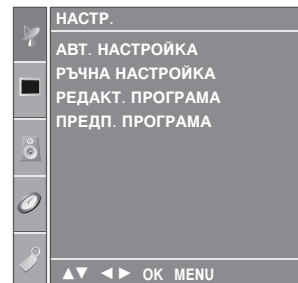 НАСТР.
АВТ. НАСТРОЙКА
РЪЧНА НАСТРОЙКА
РЕДАКТ. ПРОГРАМА
ПРЕДП. ПРОГРАМА
▲▼ ◄► OK MENU